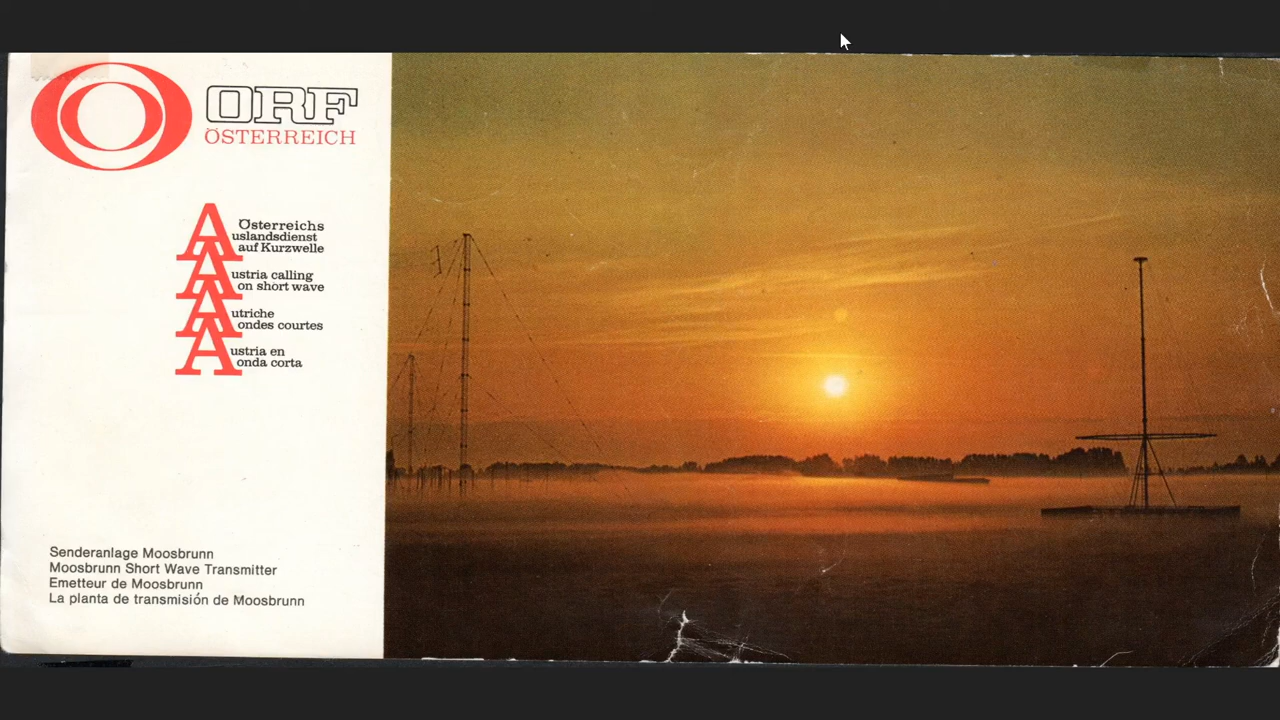 ORF
ÖSTERREICH
Österreichs
Auslandsdienst
auf Kurzwelle
Austria calling
on short wave
Autriche
ondes courtes
Austria en
onda corta
Senderanlage Moosbrunn
Moosbrunn Short Wave Transmitter
Emetteur de Moosbrunn
La planta de transmisión de Moosbrunn